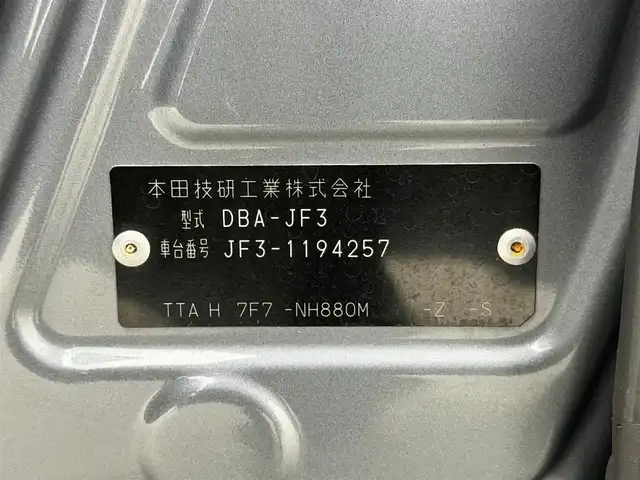 本田技研工業株式会社
型式 DBA-JF3
車台番号 JF3-1194257
TTA H 7F7 -NH880M -Z -S